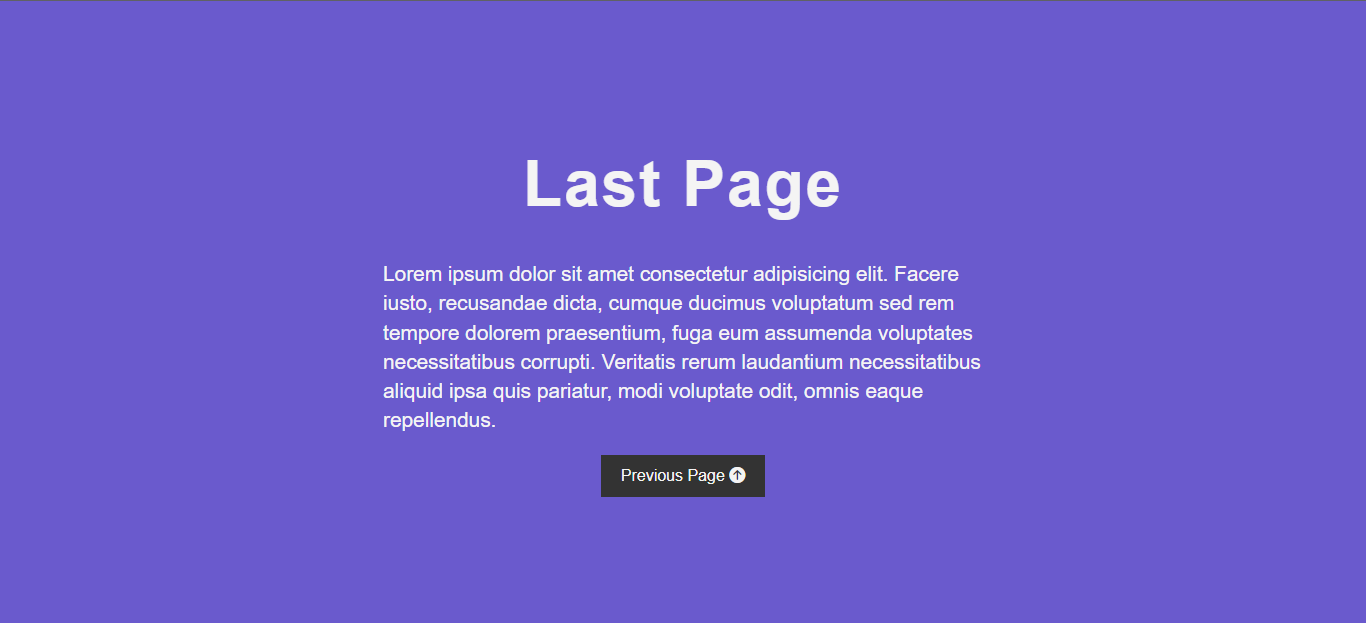 Last Page
Lorem ipsum dolor sit amet consectetur adipisicing elit. Facere
iusto, recusandae dicta, cumque ducimus voluptatum sed rem
tempore dolorem praesentium, fuga eum assumenda voluptates
necessitatibus corrupti. Veritatis rerum laudantium necessitatibus
aliquid ipsa quis pariatur, modi voluptate odit, omnis eaque
repellendus.
Previous Page